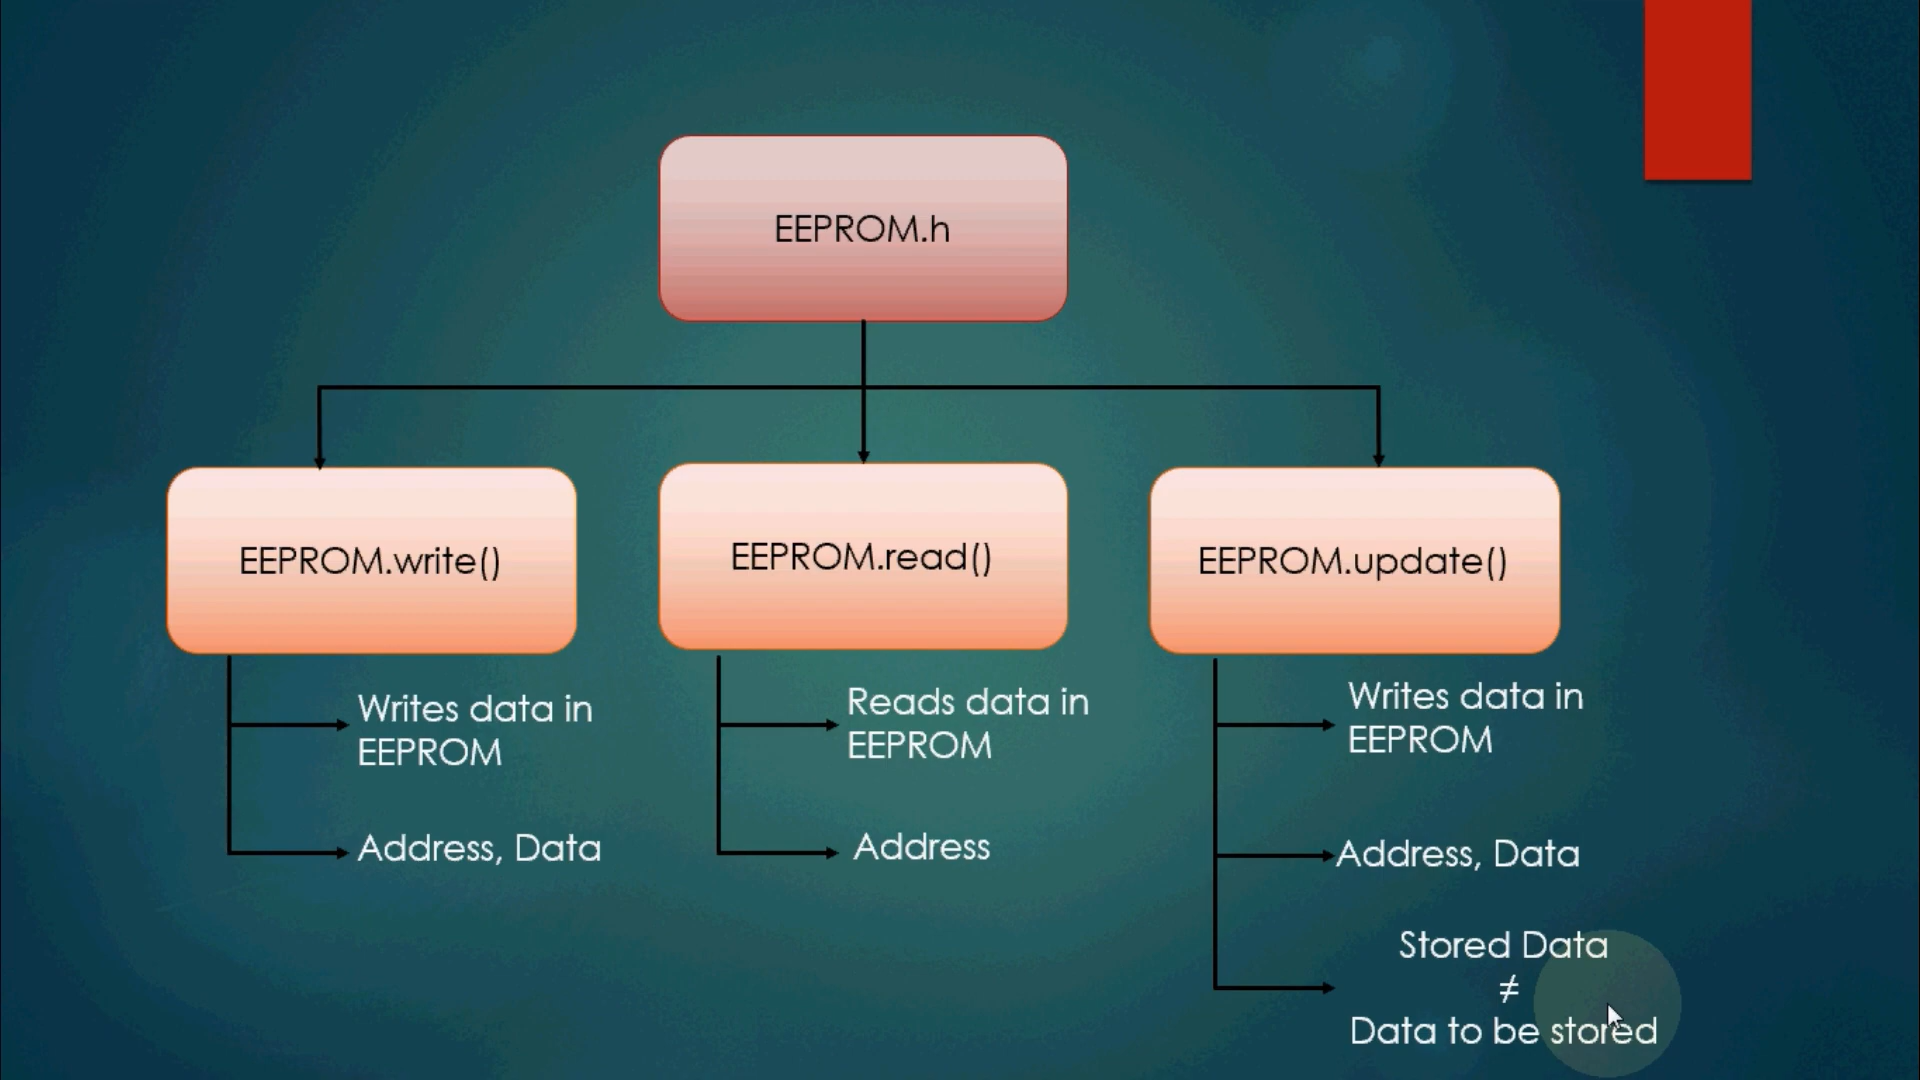 EEPROM.h
EEPROM.write()
EEPROM.read()
EEPROM.update()
Writes data in
EEPROM
Address, Data
Reads data in
EEPROM
Address
Writes data in
EEPROM
Address, Data
Stored Data
≠
Data to be stored